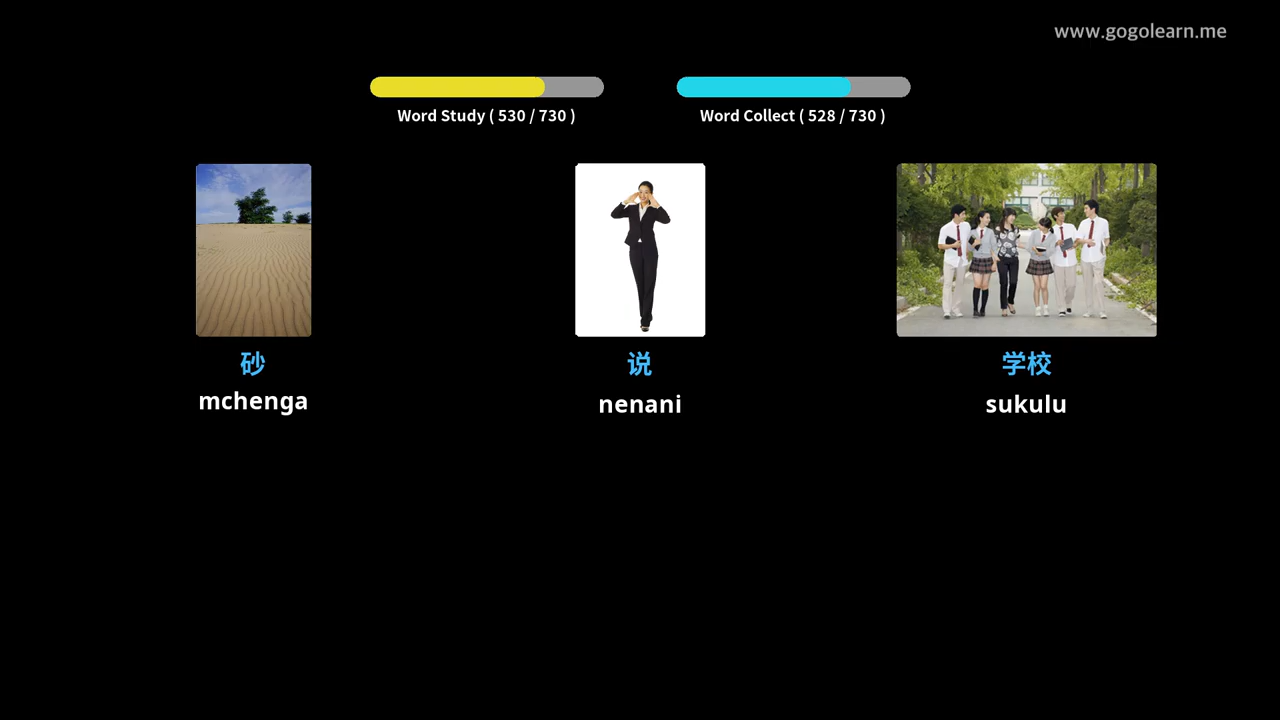 www.gogolearn.me
Word Study ( 530 / 730 )
Word Collect ( 528 / 730 )
砂
mchenga
说
nenani
学校
sukulu